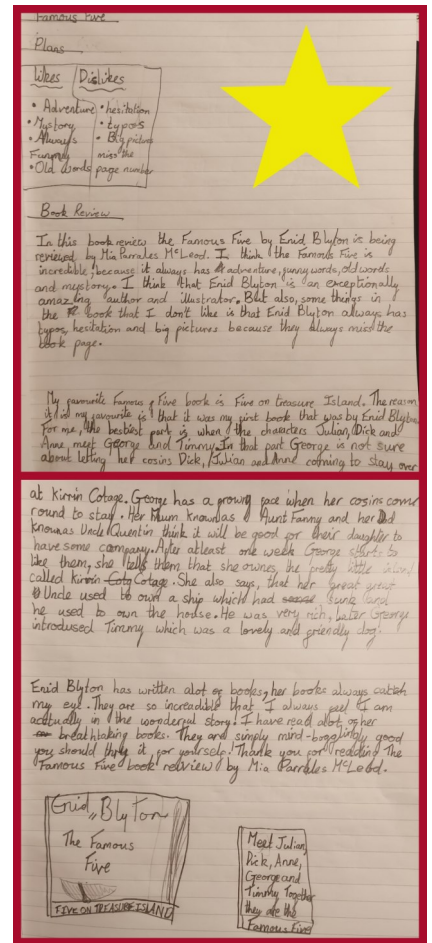 Famous Five
Plans
Likes Dislikes
• Adventure • hesitation
• Mystory • typos
• Always • Big picture
Funny miss the
• Old words page number
Book Review
In this book review the Famous Five by Enid Blyton is being
reviewed by Mia Parrales McLeod. I think the Famous Five is
incredible, because it always has adventure, funny words, old words
and mystory. I think that Enid Blyton is an exceptionally
amazing author and illustrator. But also, some things in
the book that I don't like is that Enid Blyton always has
typos, hesitation and big pictures because they always miss the
book page.
My favourite Famous Five book is Five on treasure Island. The reason
it is my favourite is that it was my first book that was by Enid Blyton.
For me, the bestiest part is when the characters Julian, Dick and
Anne, meet George and Timmy. In that part George is not sure
about letting her cosins Dick, Julian and Anne coming to stay over
at kirrin Cotage. George has a frowny face when her cosins come
round to stay. Her Mum known as Aunt Fanny and her Dad
known as Uncle Quentin think it will be good for their daughter to
have some company. After atleast one week George starts to
like them, she tells them that she ownes, the pretty little island
called kirrin Cotage. She also says, that her great great
Uncle used to own a ship which had sunk and
he used to own the house. He was very rich, Later George
introdused Timmy which was a lovely and friendly dog.
Enid Blyton has written alot of books, her books always catch
my eye. They are so increadible that I always feel I am
actually in the wonderful story! I have read alot of her
breathtaking books. They are simply mind-bogglingly good
you should try it for yourself! Thank you for reading The
Famous Five book review by Mia Parrales McLeod.
Enid Blyton
The Famous
Five
FIVE ON TREASURE ISLAND
Meet Julian,
Dick, Anne,
George and
Timmy Together
they are the
Famous Five